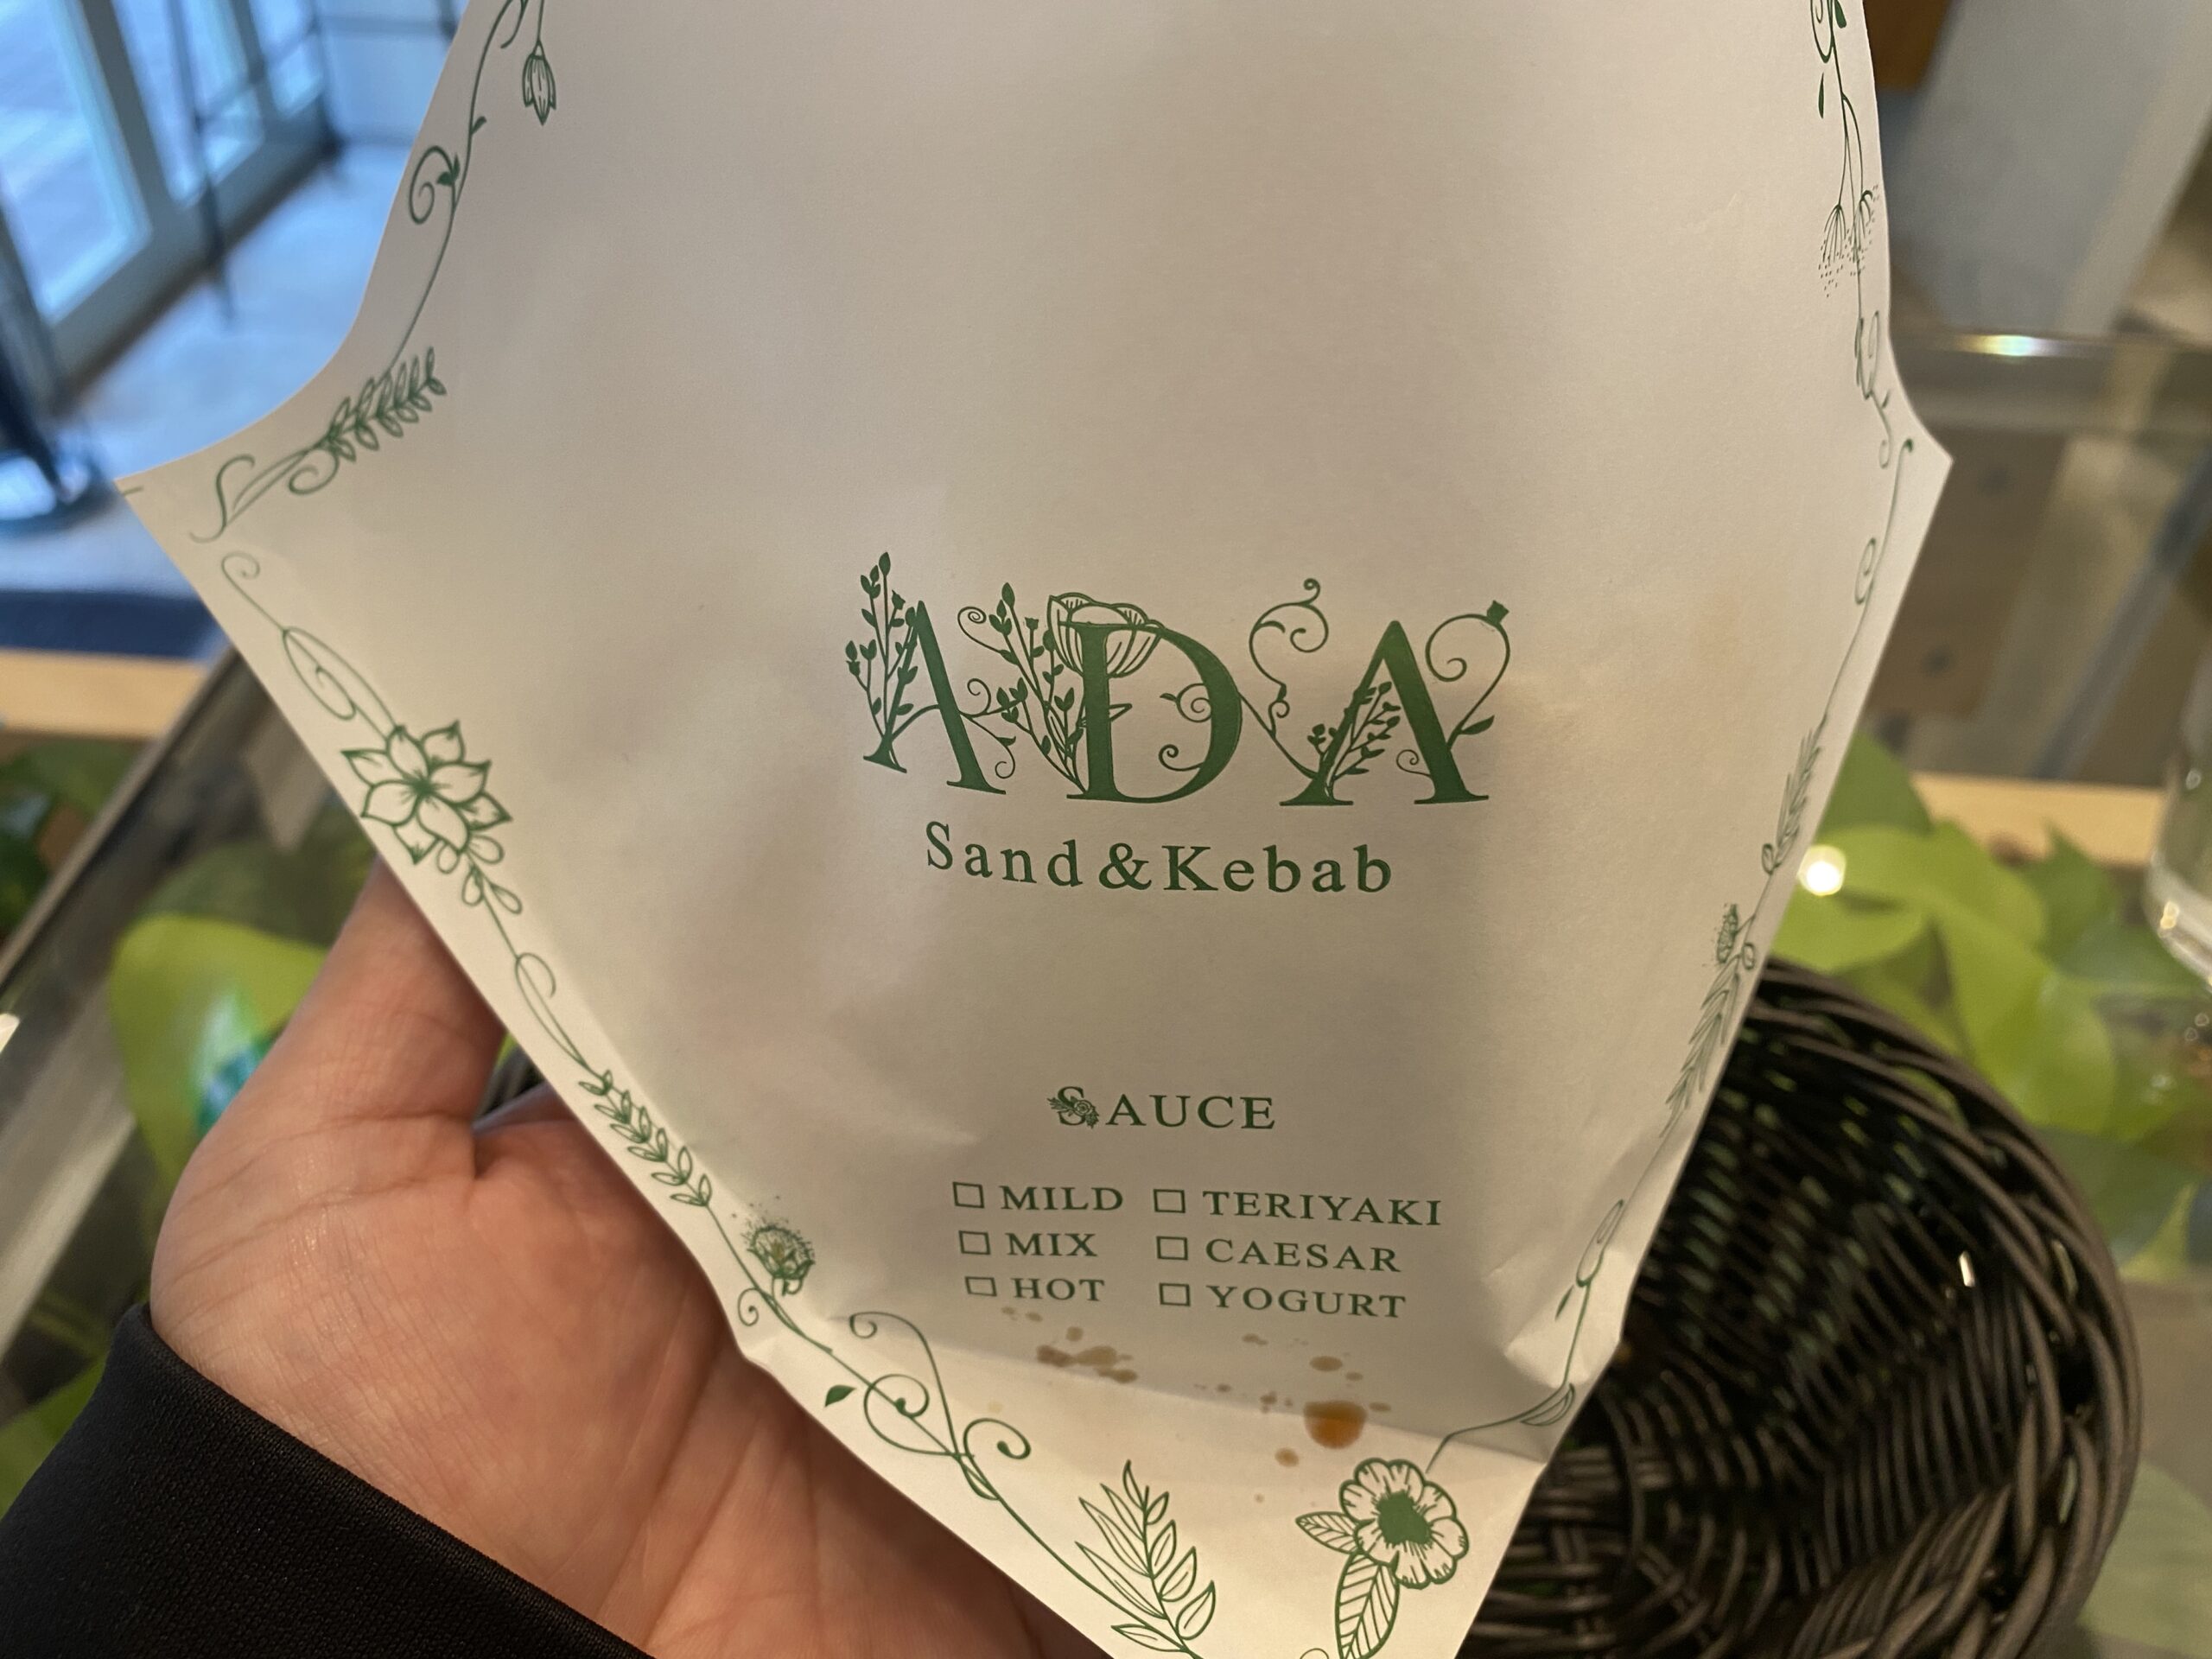 ADA
Sand & Kebab
SAUCE
☐ MILD ☐ TERIYAKI
☐ MIX ☐ CAESAR
☐ HOT ☐ YOGURT